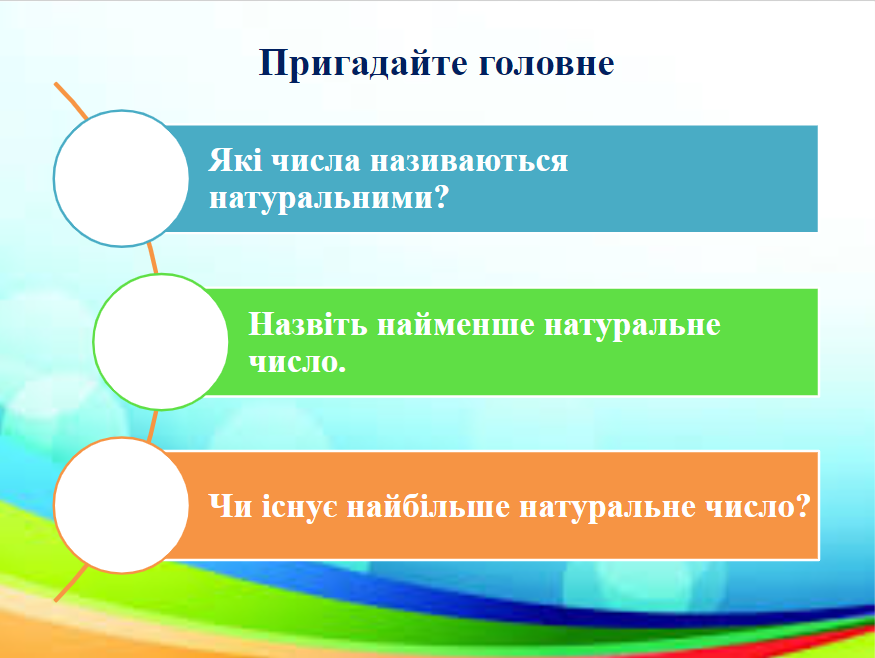 Пригадайте головне
Які числа називаються
натуральними?
Назвіть найменше натуральне
число.
Чи існує найбільше натуральне число?